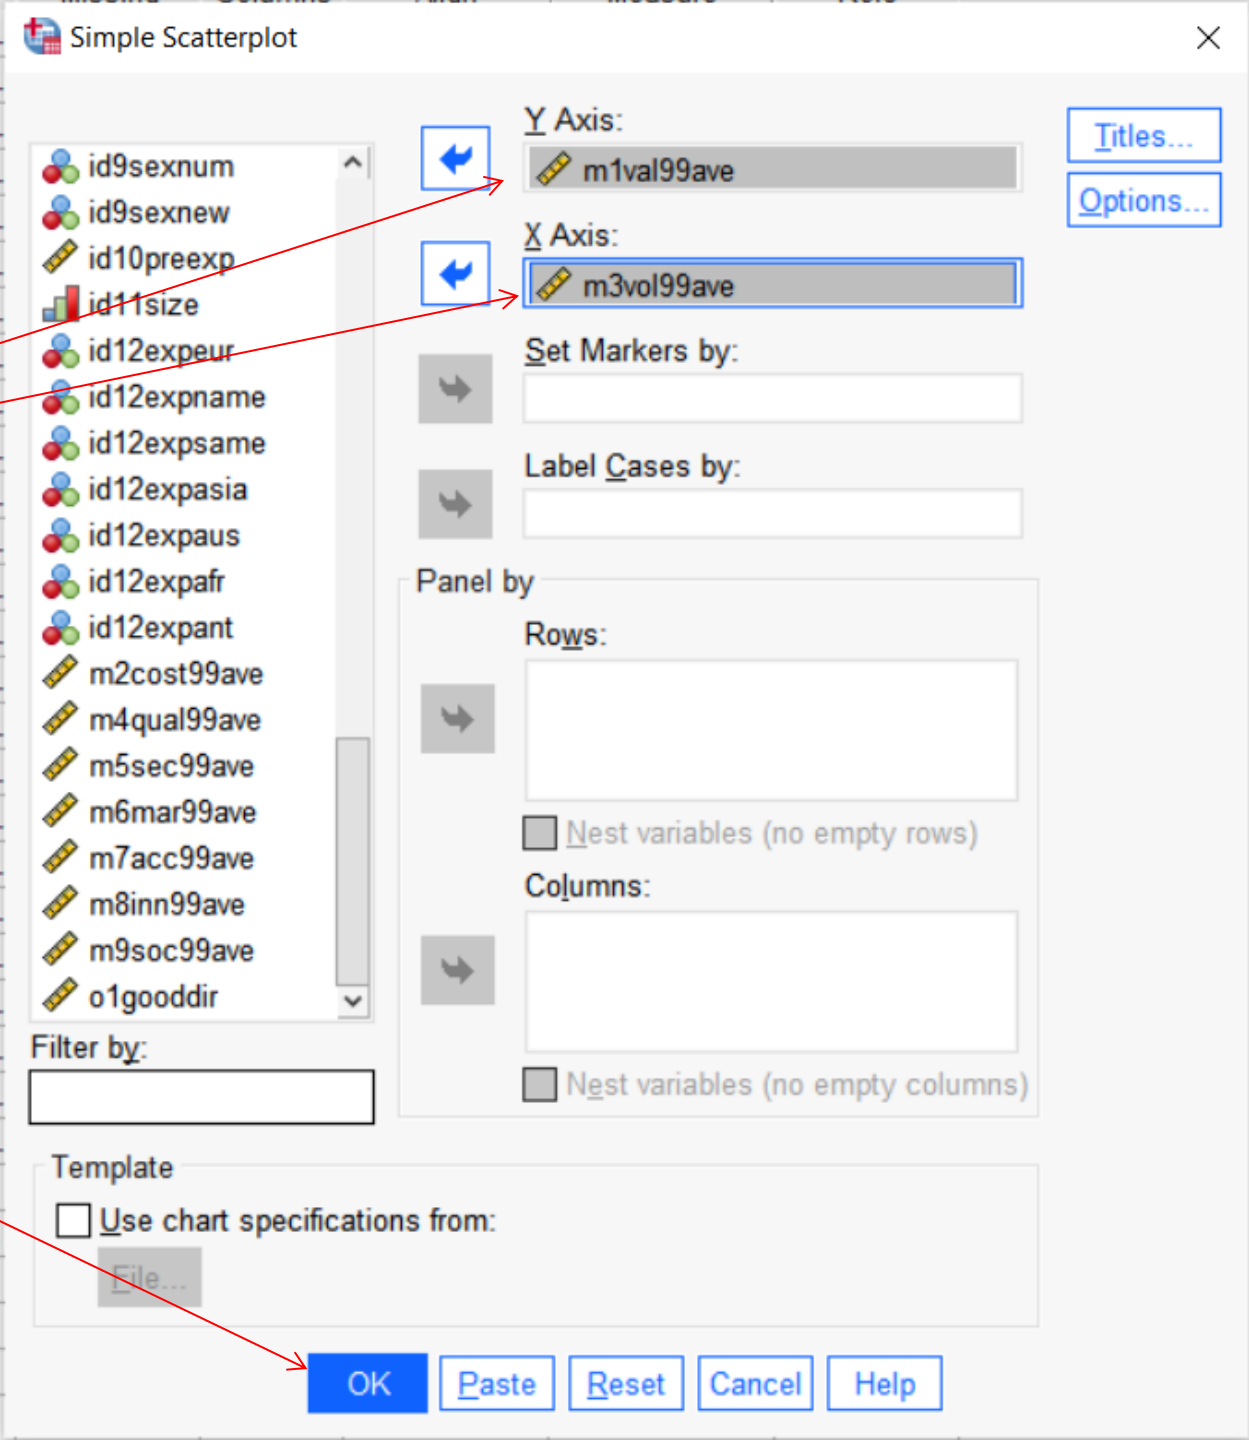 Simple Scatterplot
id9sexnum
id9sexnew
id10preexp
id11size
id12expeur
id12expname
id12expsame
id12expasia
id12expaus
id12expafr
id12expant
m2cost99ave
m4qual99ave
m5sec99ave
m6mar99ave
m7acc99ave
m8inn99ave
m9soc99ave
o1gooddir
Filter by:
Y Axis:
m1val99ave
X Axis:
m3vol99ave
Set Markers by:
Label Cases by:
Panel by
Rows:
Nest variables (no empty rows)
Columns:
Nest variables (no empty columns)
Titles...
Options...
Template
Use chart specifications from:
File...
OK Paste Reset Cancel Help